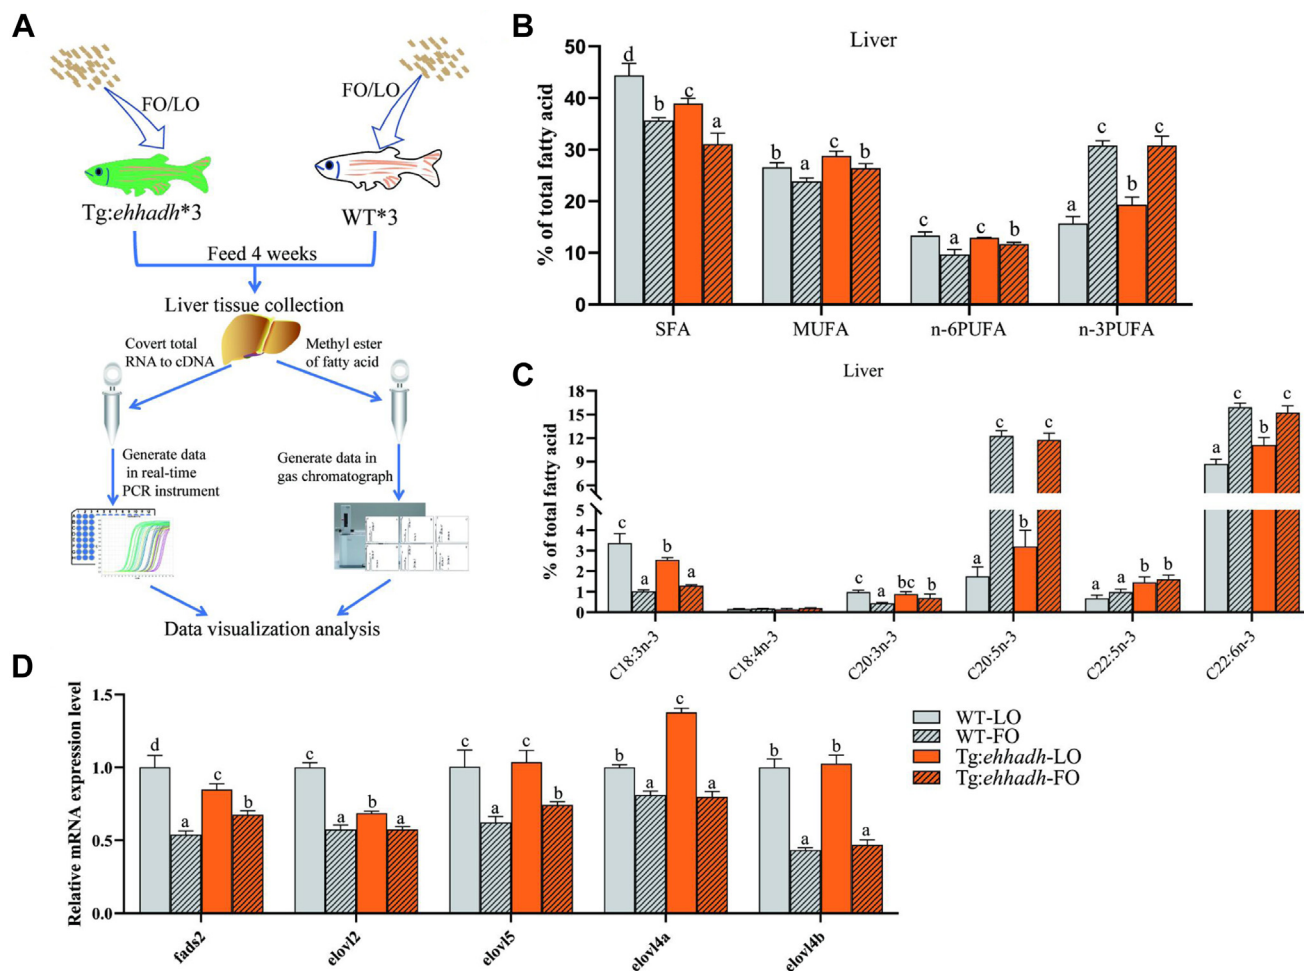 A
FO/LO
FO/LO
Tg:ehhadh*3
WT*3
Feed 4 weeks
Liver tissue collection
Covert total
RNA to cDNA
Methyl ester
of fatty acid
Generate data
in real-time
PCR instrument
Generate data in
gas chromatograph
Data visualization analysis
B
Liver
% of total fatty acid
50
40
30
20
10
0
d
b
c
a
b
a
c
b
c
a
c
b
a
c
b
c
SFA
MUFA
n-6PUFA
n-3PUFA
C
Liver
% of total fatty acid
18
15
12
9
6
5
4
3
2
1
0
c
a
b
a
c
a
bc
b
a
c
b
c
a
a
b
b
a
c
b
c
C18:3n-3
C18:4n-3
C20:3n-3
C20:5n-3
C22:5n-3
C22:6n-3
D
Relative mRNA expression level
1.5
1.0
0.5
0.0
d
a
c
b
c
a
b
a
c
a
c
b
b
a
c
a
b
a
b
a
fads2
elovl2
elovl5
elovl4a
elovl4b
WT-LO
WT-FO
Tg:ehhadh-LO
Tg:ehhadh-FO